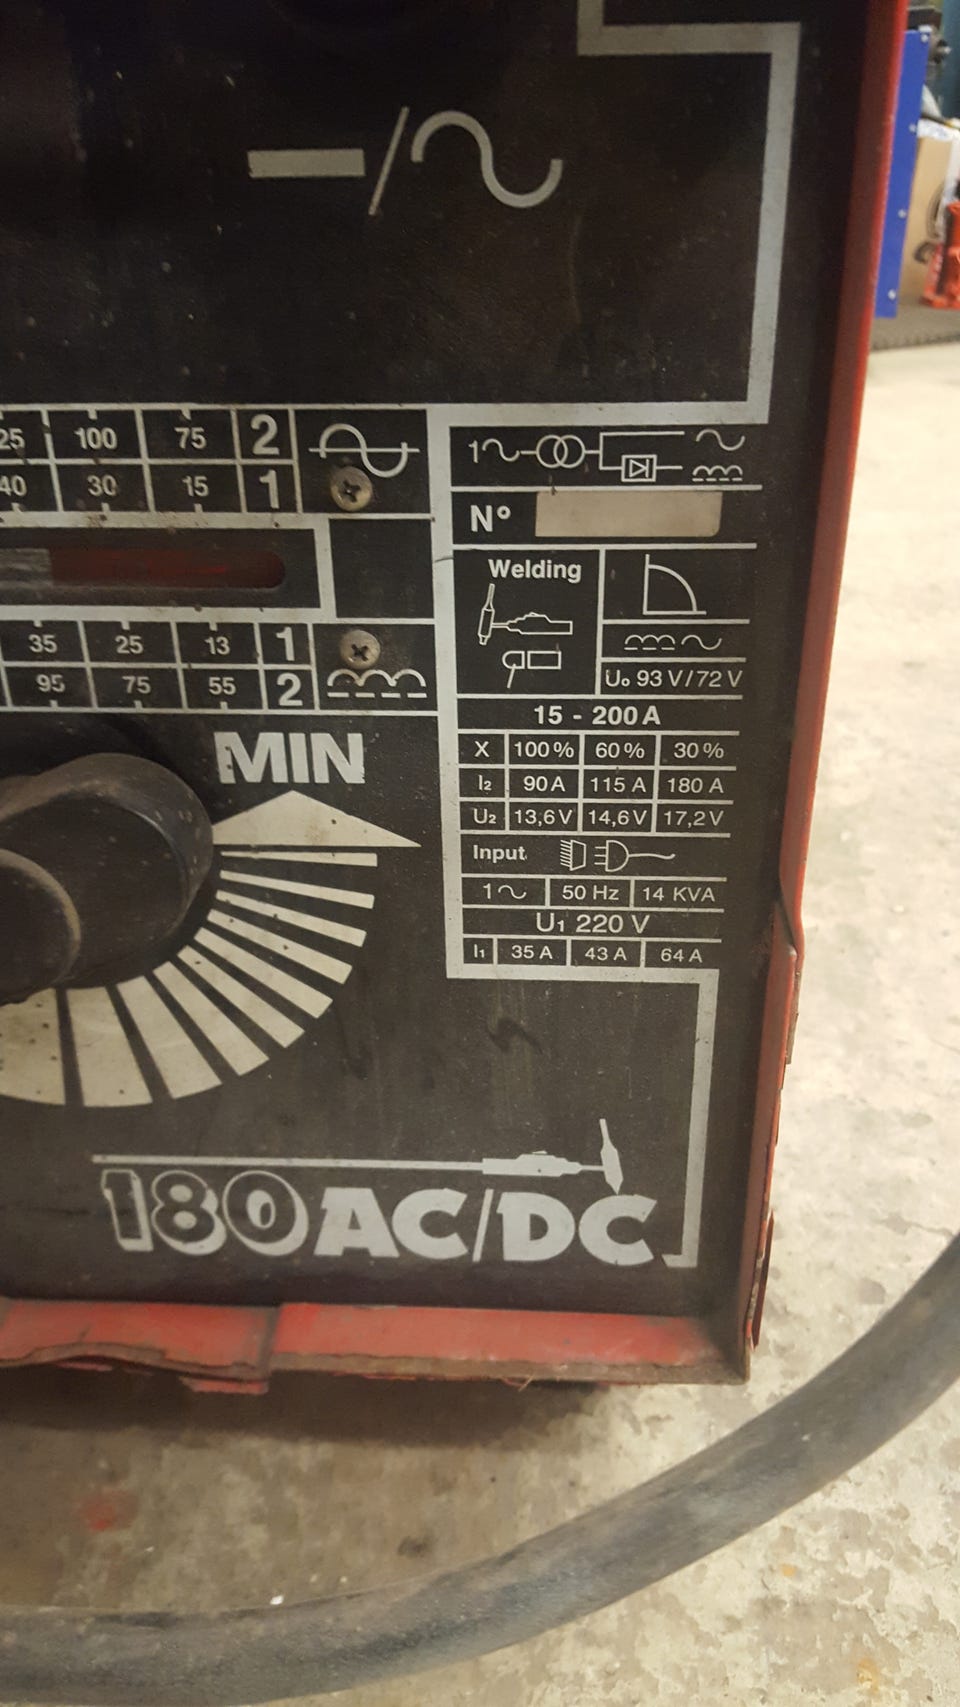 25 100 75 2
40 30 15 1
35 25 13 1
95 75 55 2
MIN
1
N°
Welding
U₀ 93 V/72 V
15 - 200 A
X 100% 60% 30%
I₂ 90 A 115 A 180 A
U₂ 13,6 V 14,6 V 17,2 V
Input
1 50 Hz 14 KVA
U₁ 220 V
I₁ 35 A 43 A 64 A
180 AC/DC